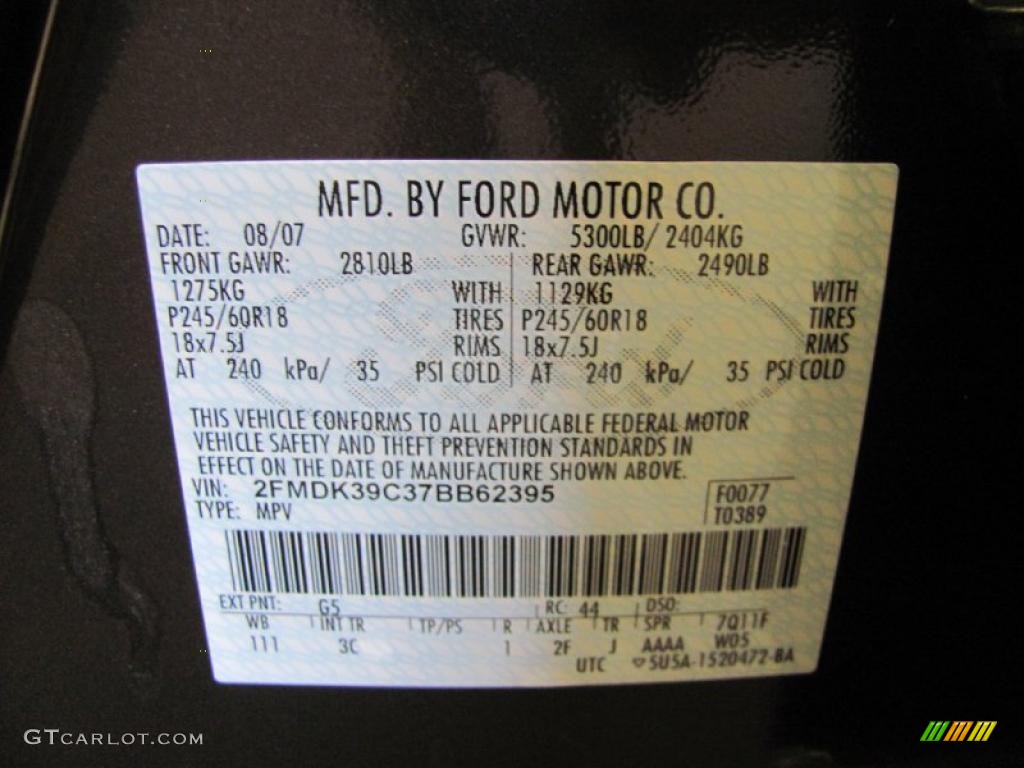 MFD. BY FORD MOTOR CO.
DATE: 08/07 GVWR: 5300LB/ 2404KG
FRONT GAWR: 2810LB REAR GAWR: 2490LB
1275KG WITH 1129KG WITH
P245/60R18 TIRES P245/60R18 TIRES
18x7.5J RIMS 18x7.5J RIMS
AT 240 kPa/ 35 PSI COLD AT 240 kPa/ 35 PSI COLD
THIS VEHICLE CONFORMS TO ALL APPLICABLE FEDERAL MOTOR
VEHICLE SAFETY AND THEFT PREVENTION STANDARDS IN
EFFECT ON THE DATE OF MANUFACTURE SHOWN ABOVE.
VIN: 2FMDK39C37BB62395 F0077
TYPE: MPV T0389
EXT PNT: G5 RC: 44 DSO:
WB INT TR TP/PS R AXLE TR SPR 7Q11F
111 3C 1 2F J AAAA W05
UTC 5U5A-1520472-BA
GTCARLOT.COM